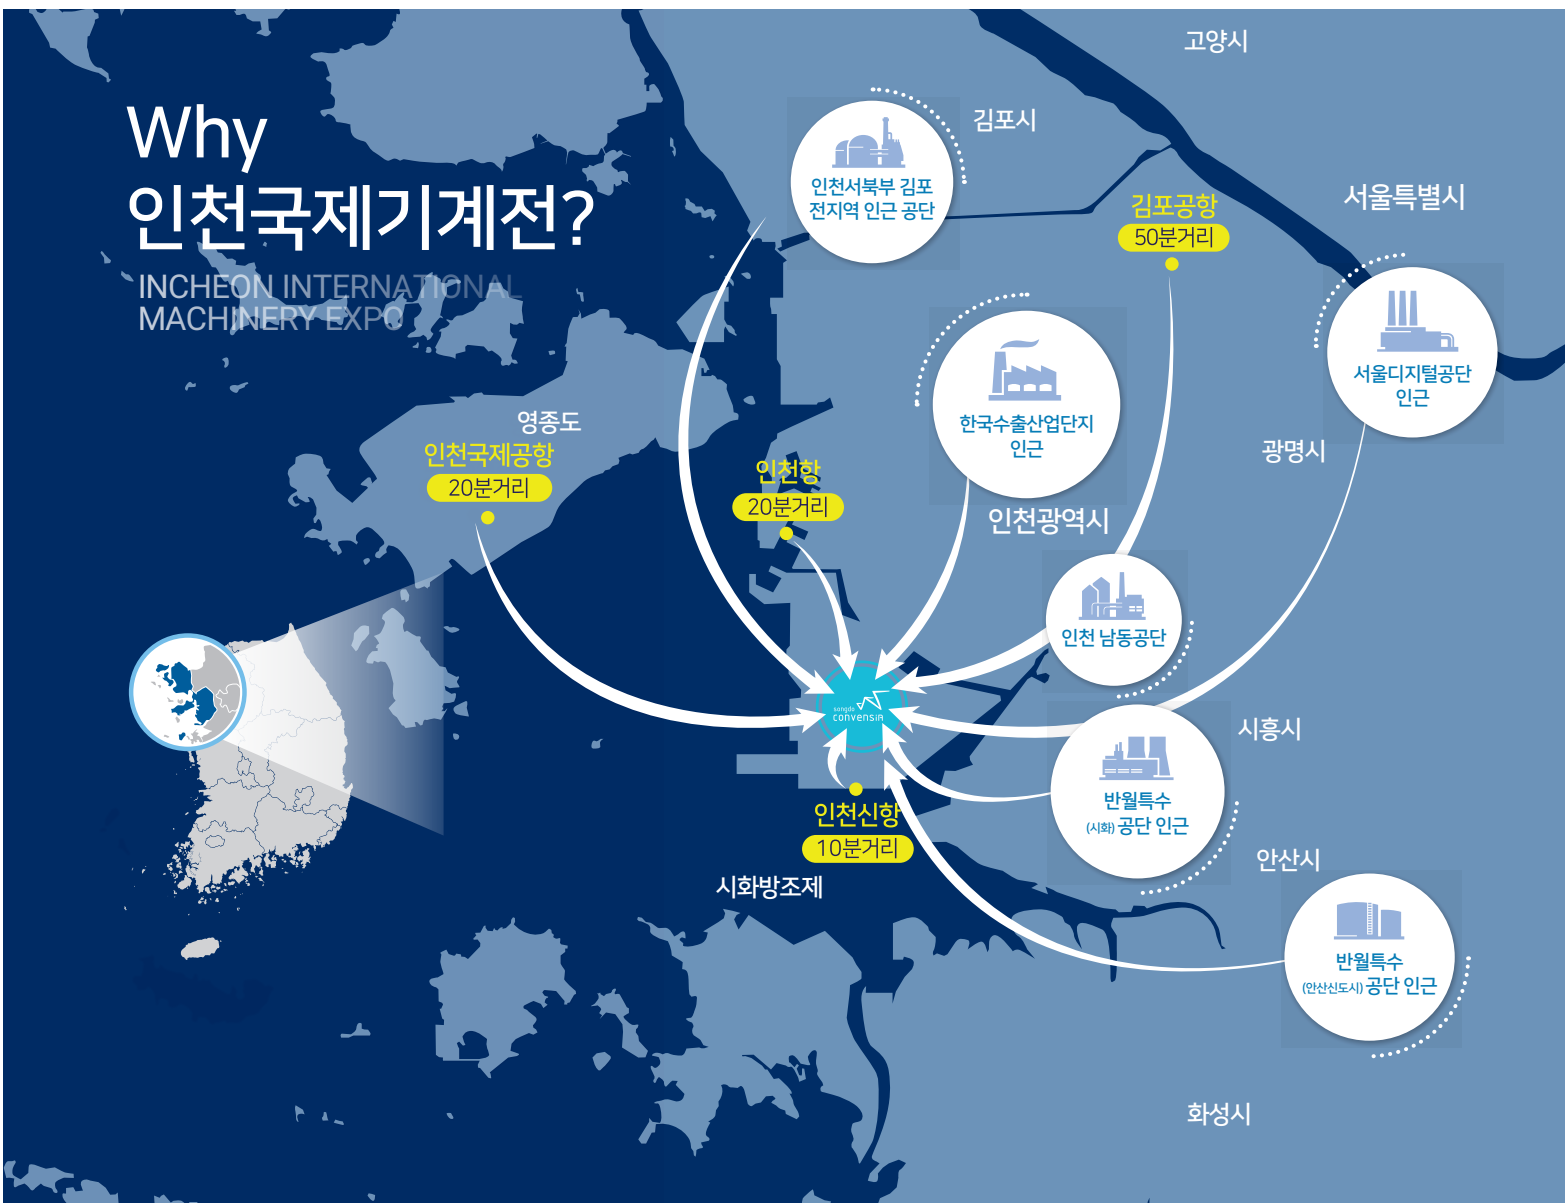 Why
인천국제기계전?
INCHEON INTERNATIONAL
MACHINERY EXPO
고양시
김포시
인천서북부 김포
전지역 인근 공단
김포공항
50분거리
서울특별시
서울디지털공단
인근
한국수출산업단지
인근
광명시
영종도
인천국제공항
20분거리
인천항
20분거리
인천광역시
인천 남동공단
songdo
convensia
시흥시
반월특수
(시화) 공단 인근
인천신항
10분거리
시화방조제
안산시
반월특수
(안산신도시) 공단 인근
화성시